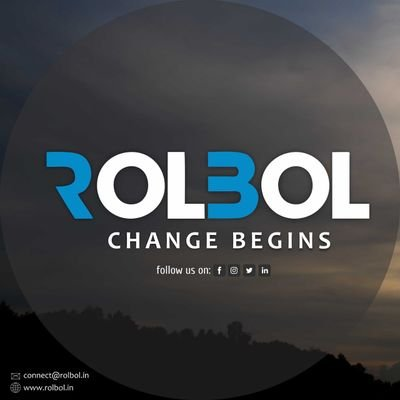 ROLBOL
CHANGE BEGINS
follow us on:
connect@rolbol.in
www.rolbol.in